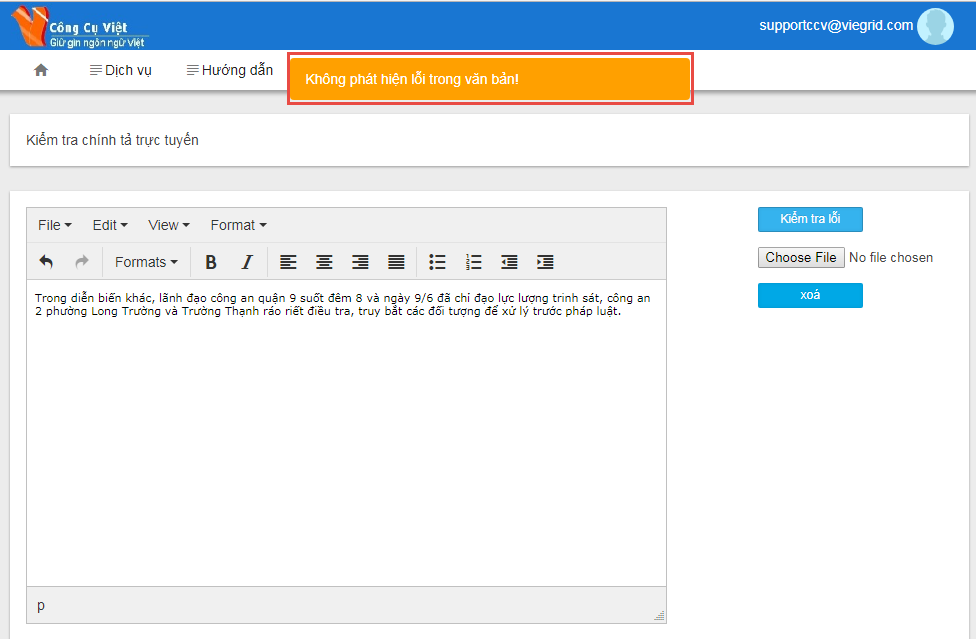 Công Cụ Việt
Giữ gìn ngôn ngữ Việt
supportccv@viegrid.com
Dịch vụ
Hướng dẫn
Không phát hiện lỗi trong văn bản!
Kiểm tra chính tả trực tuyến
File Edit View Format
Formats B I
Trong diễn biến khác, lãnh đạo công an quận 9 suốt đêm 8 và ngày 9/6 đã chỉ đạo lực lượng trinh sát, công an
2 phường Long Trường và Trường Thạnh ráo riết điều tra, truy bắt các đối tượng để xử lý trước pháp luật.
p
Kiểm tra lỗi
Choose File No file chosen
xoá